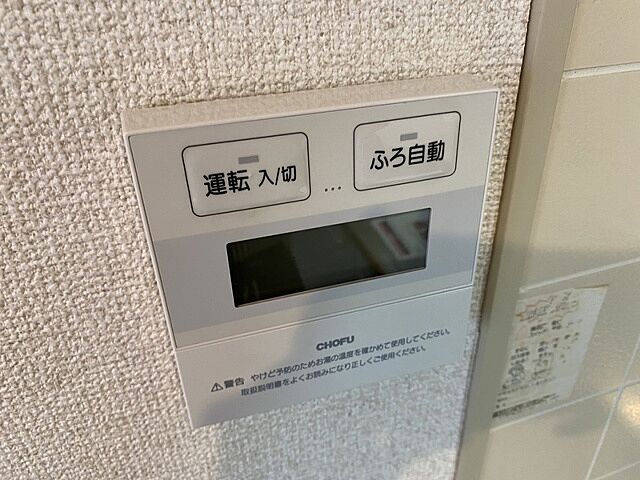 運転 入/切
ふろ自動
CHOFU
⚠警告 やけど予防のためお湯の温度を確かめて使用してください。
取扱説明書をよくお読みになり正しくご使用ください。